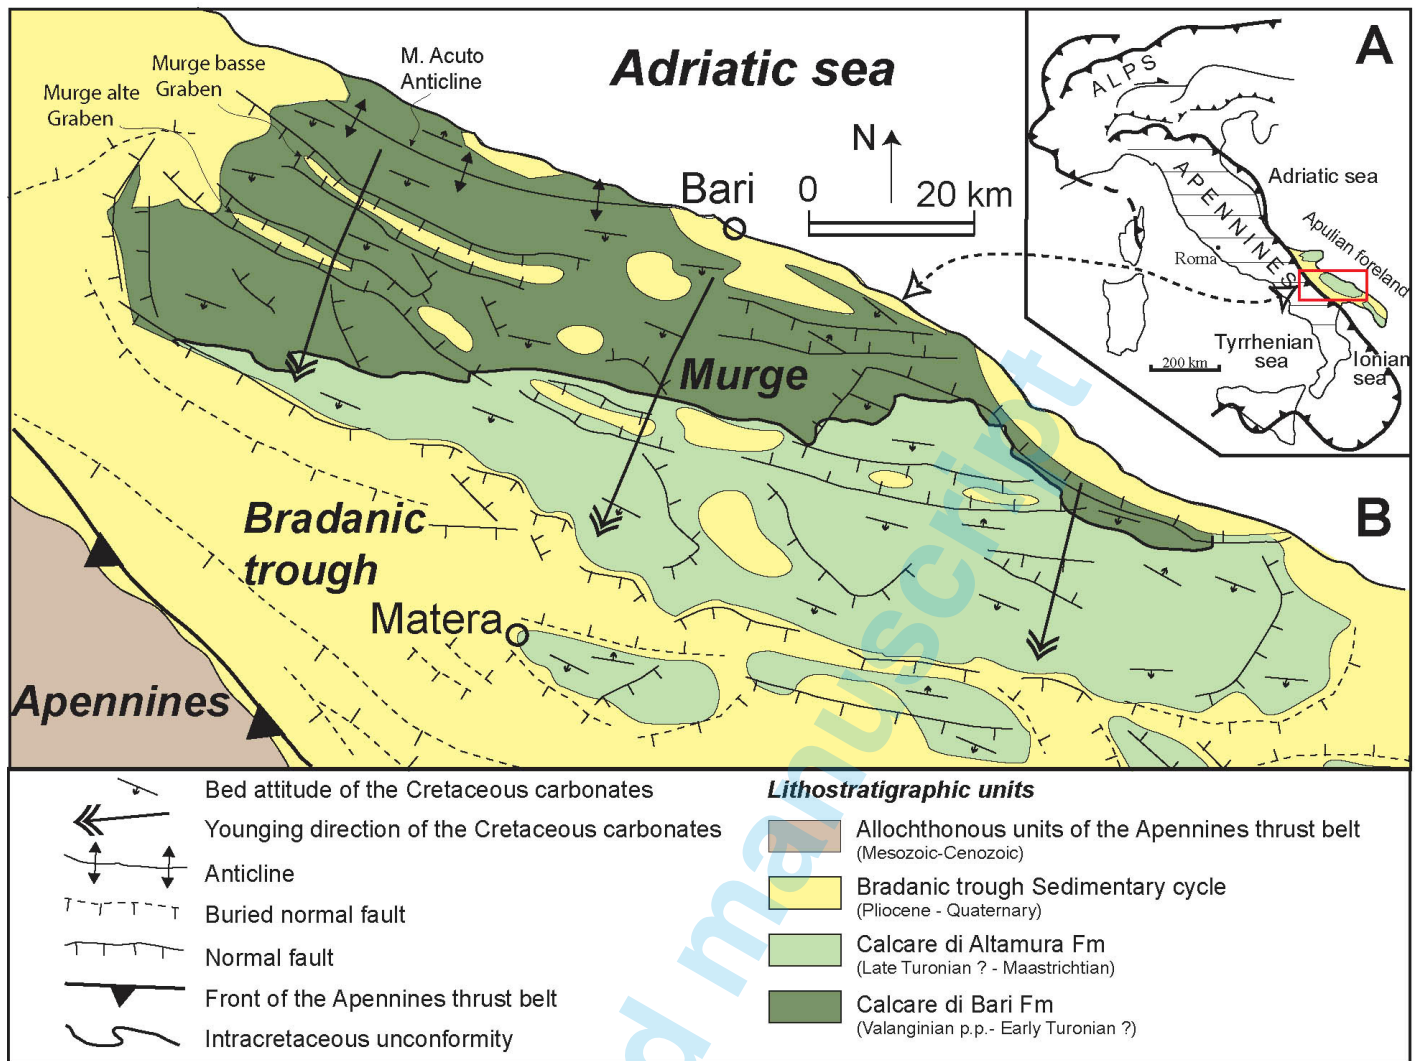 Adriatic sea
M. Acuto
Anticline
Murge basse
Graben
Murge alte
Graben
N
Bari
0 20 km
Murge
Bradanic
trough
Matera
Apennines
B
A
ALPS
APENNINES
Adriatic sea
Apulian foreland
Roma
Tyrrhenian
sea
Ionian
sea
200 km
Bed attitude of the Cretaceous carbonates
Younging direction of the Cretaceous carbonates
Anticline
Buried normal fault
Normal fault
Front of the Apennines thrust belt
Intracretaceous unconformity
Lithostratigraphic units
Allochthonous units of the Apennines thrust belt
(Mesozoic-Cenozoic)
Bradanic trough Sedimentary cycle
(Pliocene - Quaternary)
Calcare di Altamura Fm
(Late Turonian ? - Maastrichtian)
Calcare di Bari Fm
(Valanginian p.p.- Early Turonian ?)
d manuscript